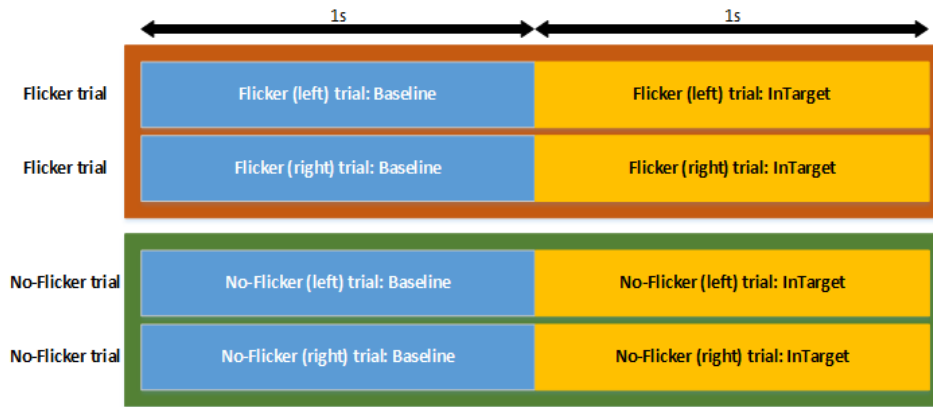 1s 1s
Flicker trial Flicker (left) trial: Baseline Flicker (left) trial: InTarget
Flicker trial Flicker (right) trial: Baseline Flicker (right) trial: InTarget
No-Flicker trial No-Flicker (left) trial: Baseline No-Flicker (left) trial: InTarget
No-Flicker trial No-Flicker (right) trial: Baseline No-Flicker (right) trial: InTarget